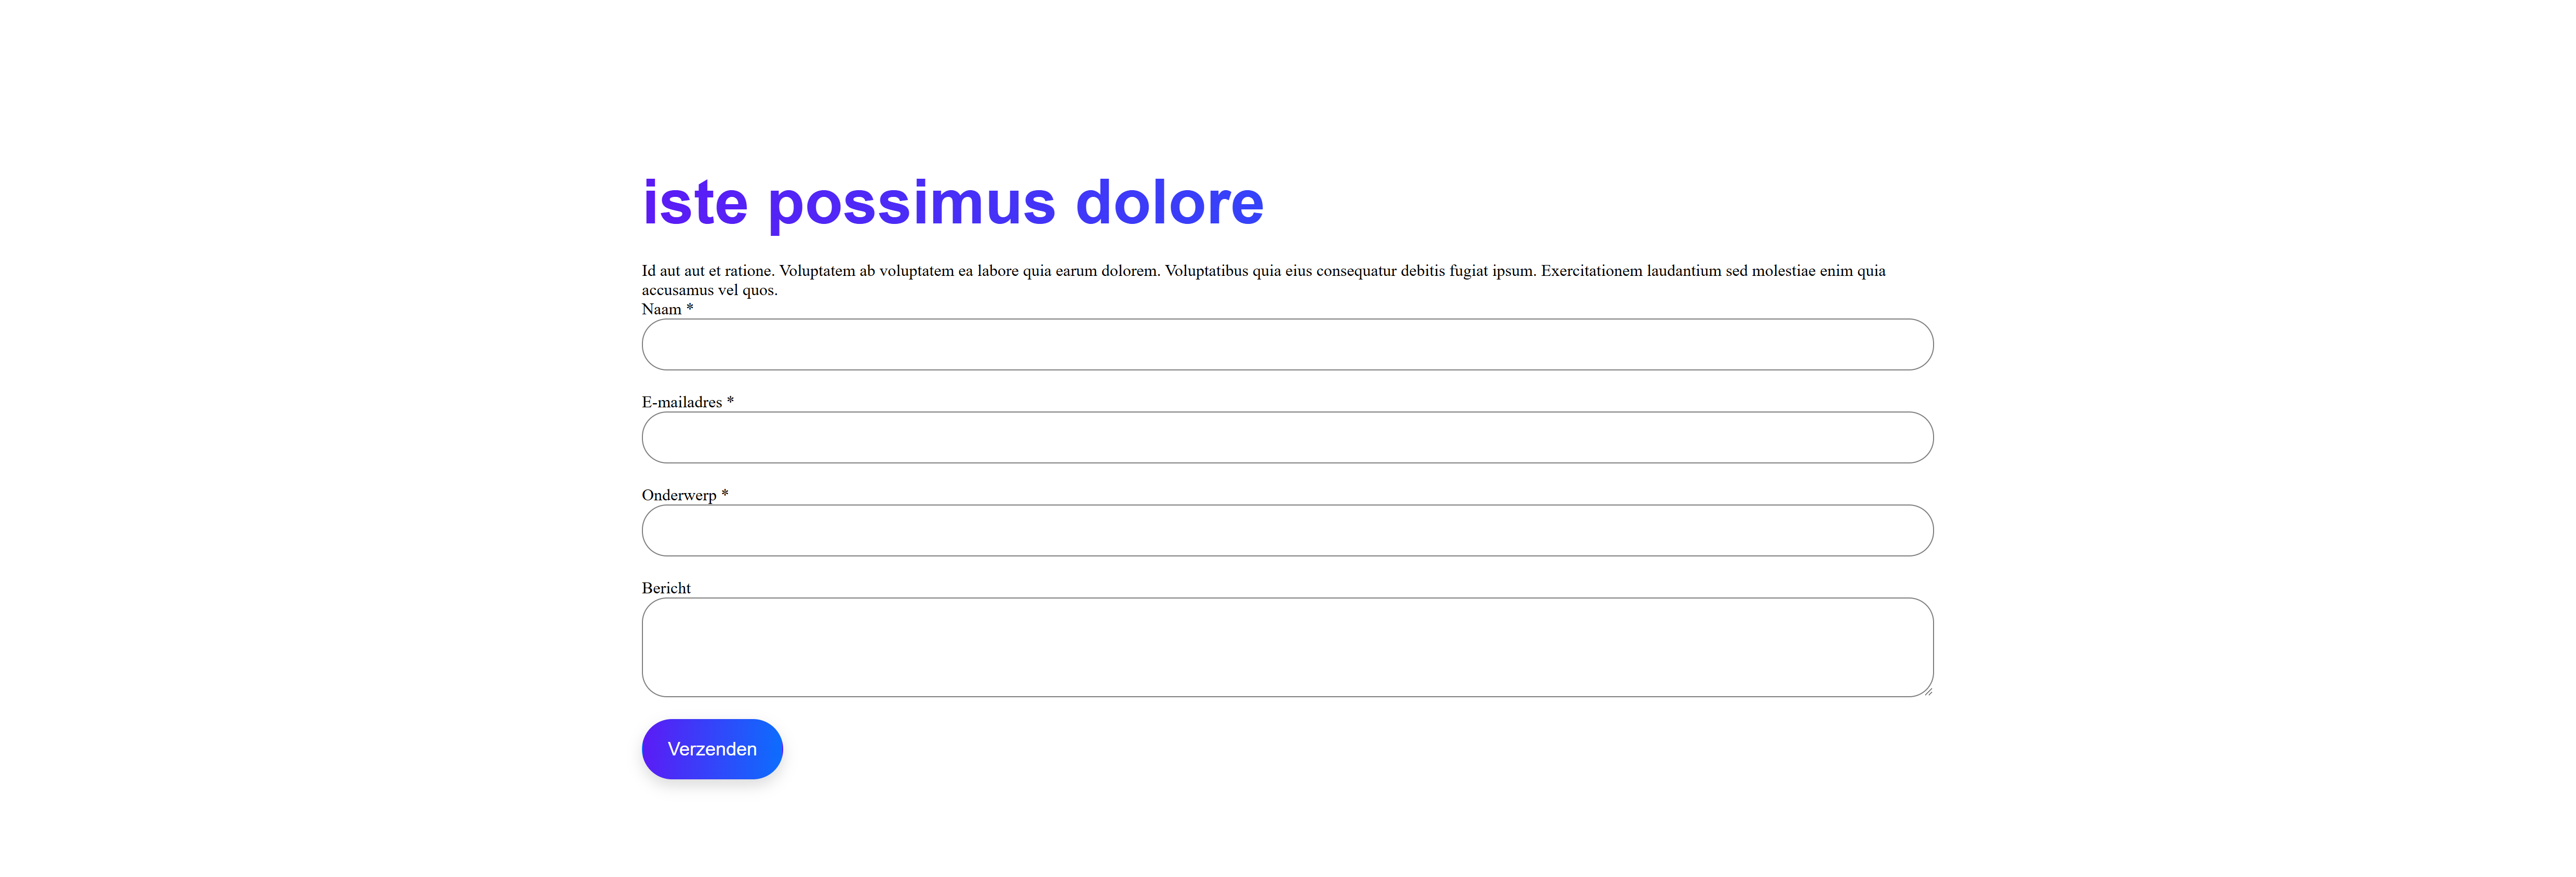 iste possimus dolore
Id aut aut et ratione. Voluptatem ab voluptatem ea labore quia earum dolorem. Voluptatibus quia eius consequatur debitis fugiat ipsum. Exercitationem laudantium sed molestiae enim quia
accusamus vel quos.
Naam *
E-mailadres *
Onderwerp *
Bericht
Verzenden